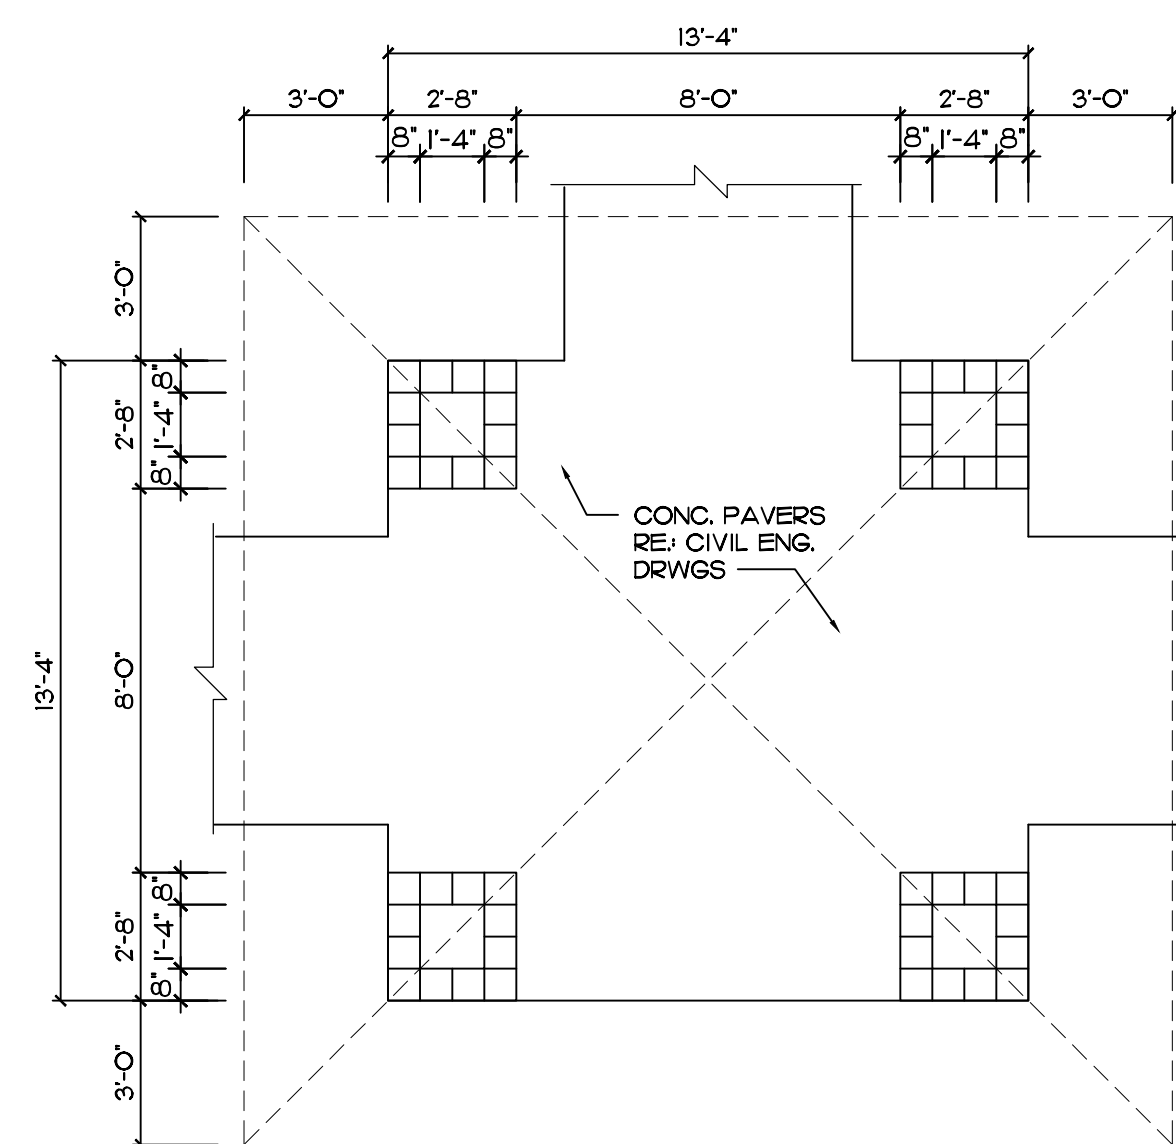 13'-4"
3'-0" 2'-8" 8'-0" 2'-8" 3'-0"
8" 1'-4" 8" 8" 1'-4" 8"
3'-0"
8"
2'-8" 1'-4"
8"
CONC. PAVERS
RE.: CIVIL ENG.
DRWGS
13'-4" 8'-0"
8"
2'-8" 1'-4"
8"
3'-0"